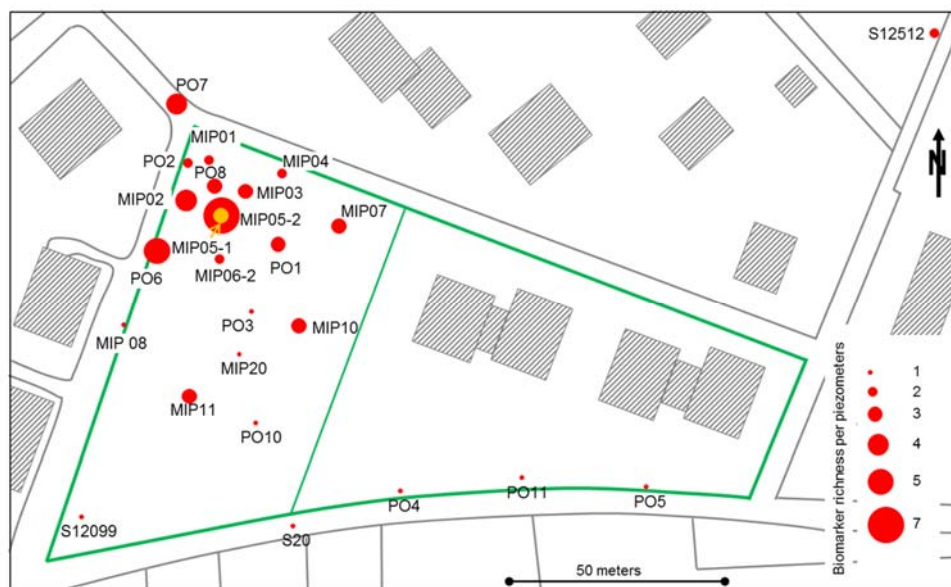 S12512
PO7
MIP01
PO2
PO8
MIP04
MIP02
MIP03
MIP05-2
MIP07
MIP05-1
PO6
MIP06-2
PO1
N
MIP 08
PO3
MIP10
MIP20
MIP11
PO10
PO11
PO4
PO5
S12099
S20
50 meters
Biomarker richness per piezometers
1
2
3
4
5
7